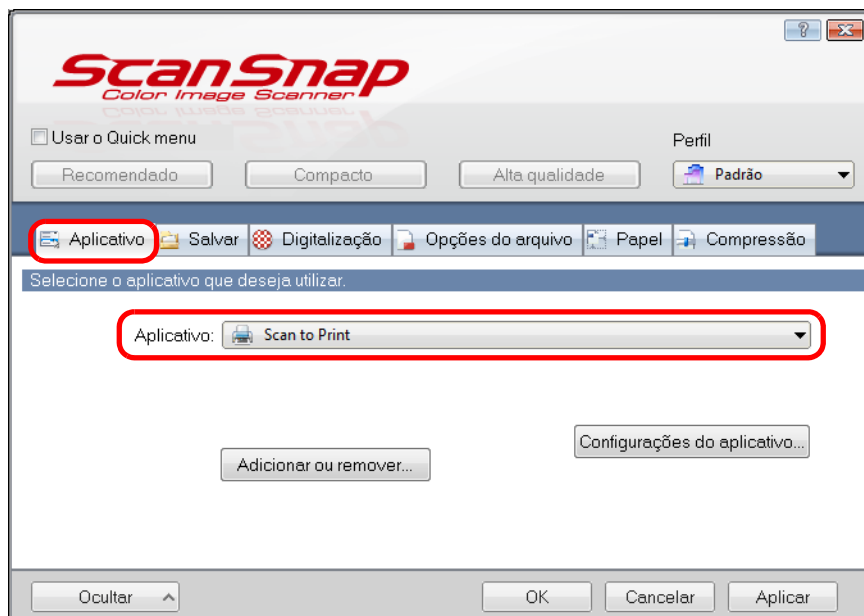 ScanSnap
Color Image Scanner
Usar o Quick menu
Perfil
Recomendado Compacto Alta qualidade Padrão
Aplicativo Salvar Digitalização Opções do arquivo Papel Compressão
Selecione o aplicativo que deseja utilizar.
Aplicativo: Scan to Print
Configurações do aplicativo...
Adicionar ou remover...
Ocultar OK Cancelar Aplicar